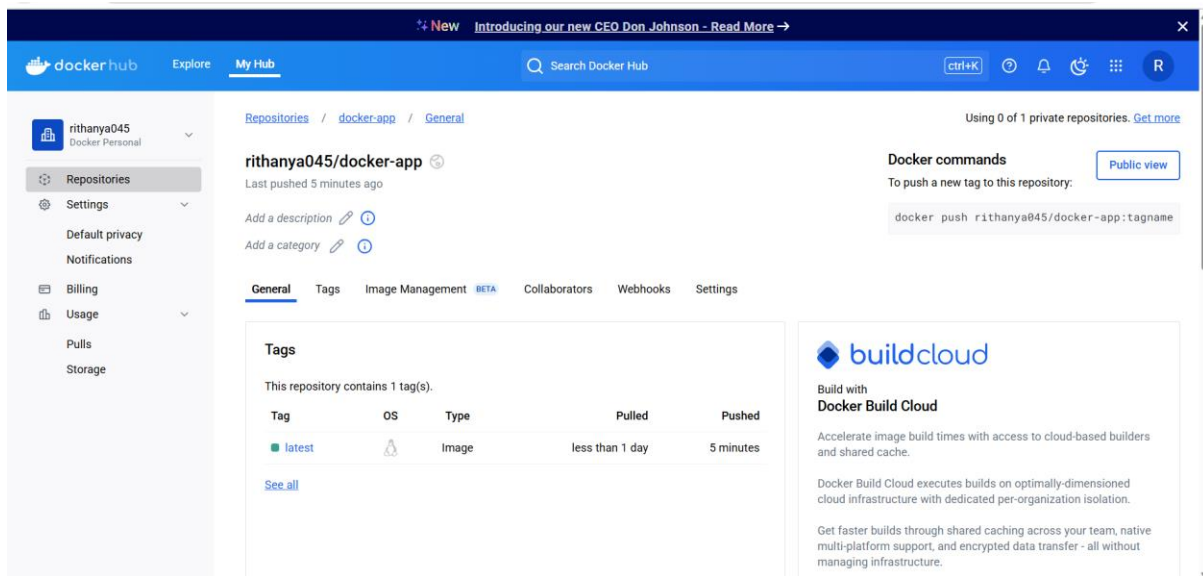 New Introducing our new CEO Don Johnson - Read More →
dockerhub Explore My Hub Search Docker Hub ctrl+K R
rithanya045
Docker Personal
Repositories
Settings
Default privacy
Notifications
Billing
Usage
Pulls
Storage
Repositories / docker-app / General
Using 0 of 1 private repositories. Get more
rithanya045/docker-app
Last pushed 5 minutes ago
Add a description
Add a category
Docker commands
Public view
To push a new tag to this repository:
docker push rithanya045/docker-app:tagname
General Tags Image Management BETA Collaborators Webhooks Settings
Tags
This repository contains 1 tag(s).
Tag OS Type Pulled Pushed
latest Image less than 1 day 5 minutes
See all
buildcloud
Build with
Docker Build Cloud
Accelerate image build times with access to cloud-based builders
and shared cache.
Docker Build Cloud executes builds on optimally-dimensioned
cloud infrastructure with dedicated per-organization isolation.
Get faster builds through shared caching across your team, native
multi-platform support, and encrypted data transfer - all without
managing infrastructure.